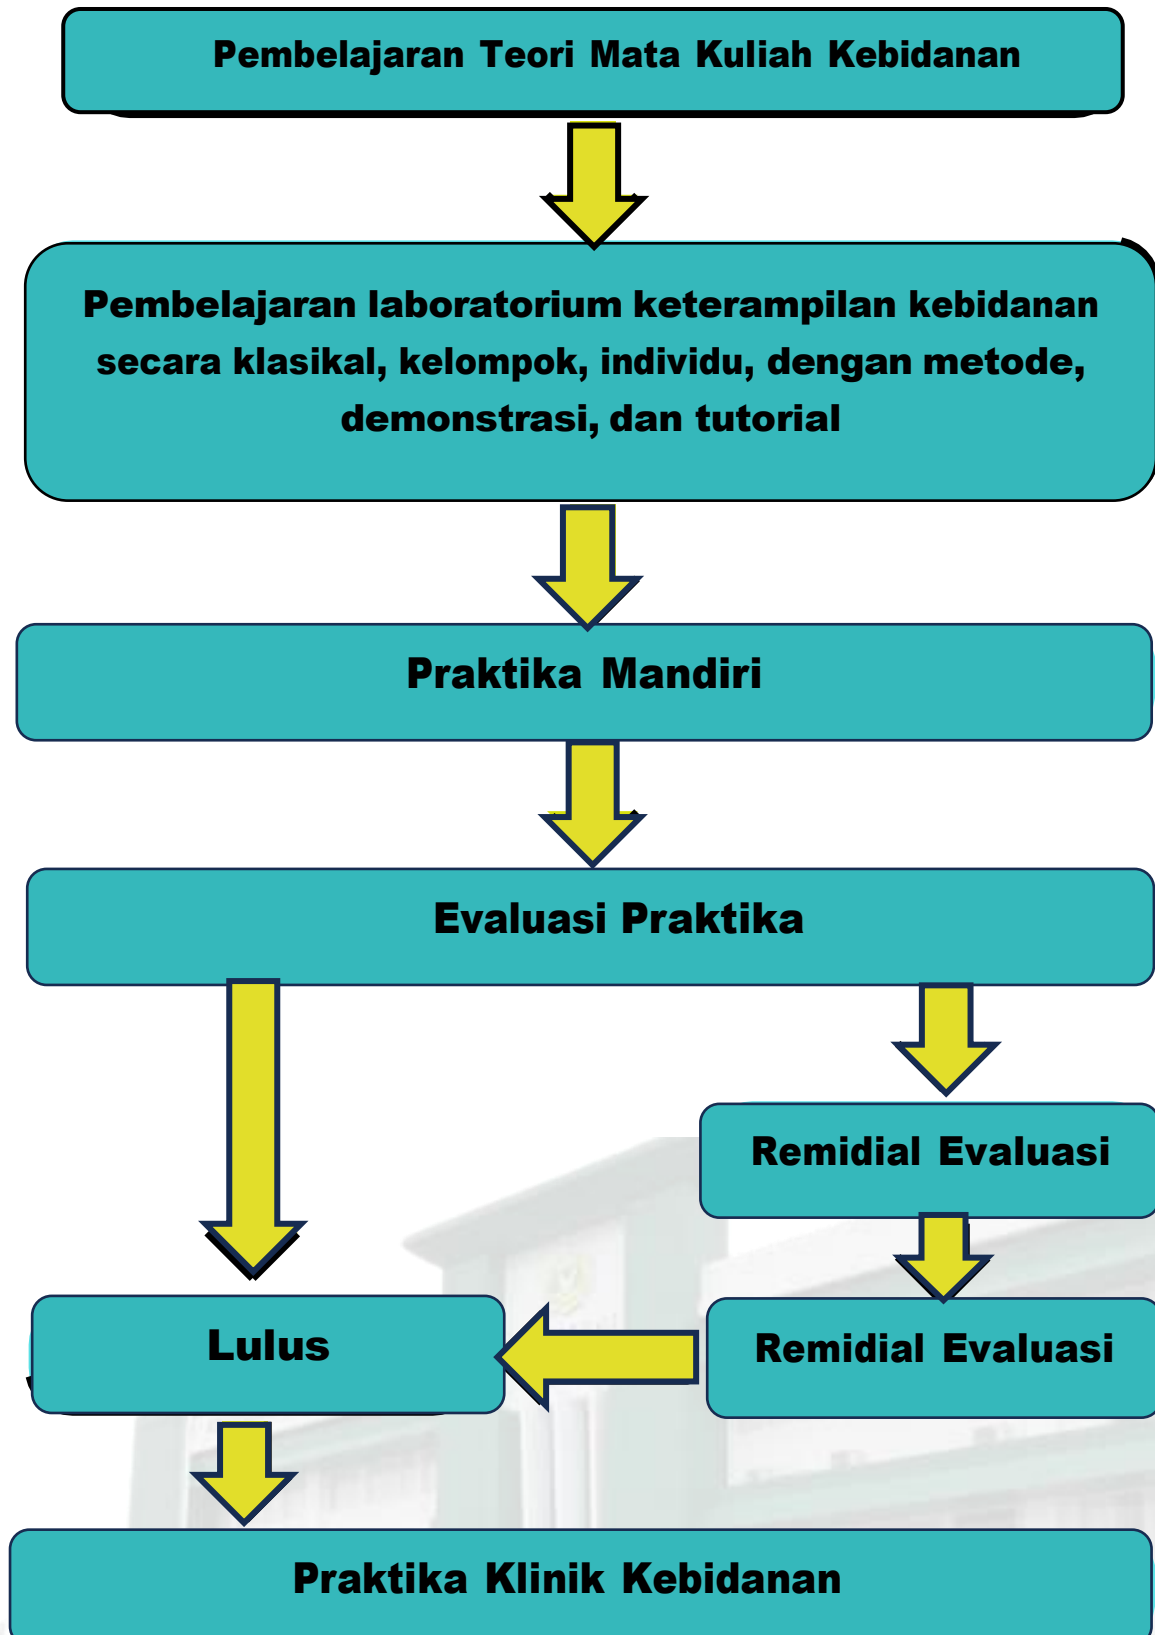 Pembelajaran Teori Mata Kuliah Kebidanan
Pembelajaran laboratorium keterampilan kebidanan
secara klasikal, kelompok, individu, dengan metode,
demonstrasi, dan tutorial
Praktika Mandiri
Evaluasi Praktika
Remidial Evaluasi
Lulus
Remidial Evaluasi
Praktika Klinik Kebidanan